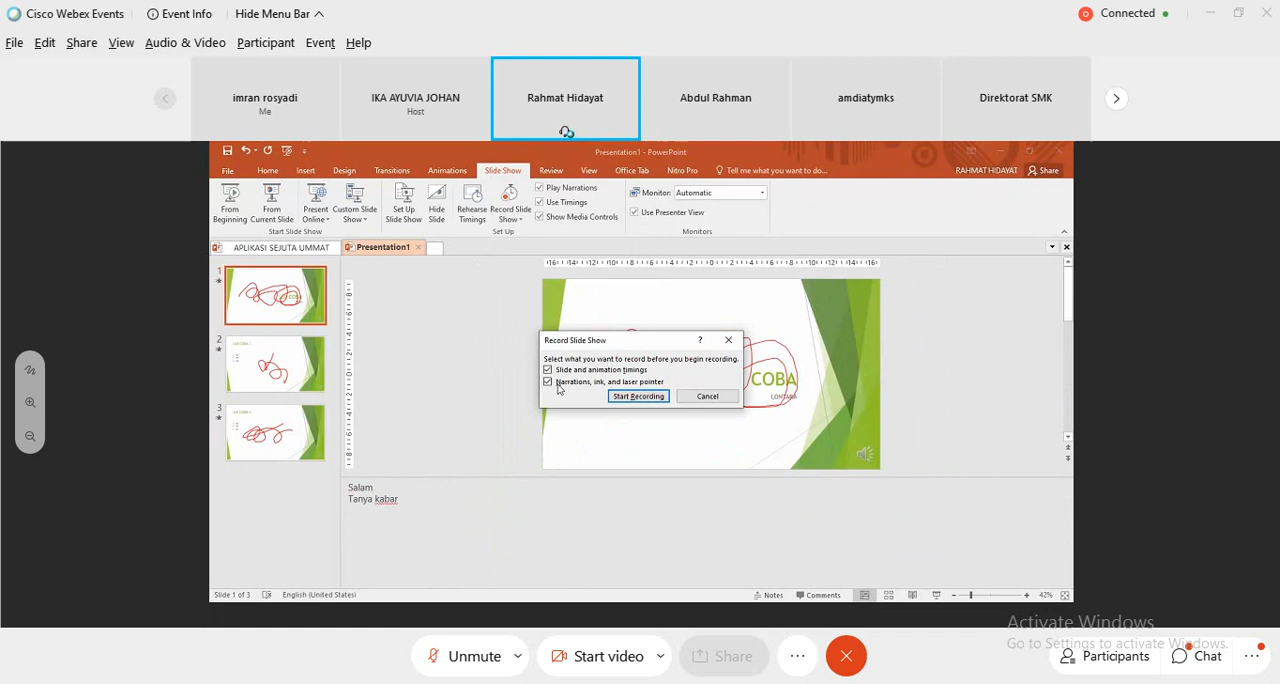 Cisco Webex Events Event Info Hide Menu Bar Connected
File Edit Share View Audio & Video Participant Event Help
imran rosyadi
Me
IKA AYUVIA JOHAN
Host
Rahmat Hidayat
Abdul Rahman
amdiatymks
Direktorat SMK
Presentation1 - PowerPoint
File Home Insert Design Transitions Animations Slide Show Review View Office Tab Nitro Pro Tell me what you want to do... RAHMAT HIDAYAT Share
From Beginning
From Current Slide
Present Online
Custom Slide Show
Start Slide Show
Set Up Slide Show
Hide Slide
Rehearse Timings
Record Slide Show
Play Narrations
Use Timings
Show Media Controls
Set Up
Monitor: Automatic
Use Presenter View
Monitors
APLIKASI SEJUTA UMMAT Presentation1
1
2
3
Record Slide Show ?
Select what you want to record before you begin recording.
Slide and animation timings
Narrations, ink, and laser pointer
Start Recording Cancel
COBA
LONTARA
Salam
Tanya kabar
Slide 1 of 3 English (United States) Notes Comments 42%
Activate Windows
Go to Settings to activate Windows.
Unmute Start video Share Participants Chat